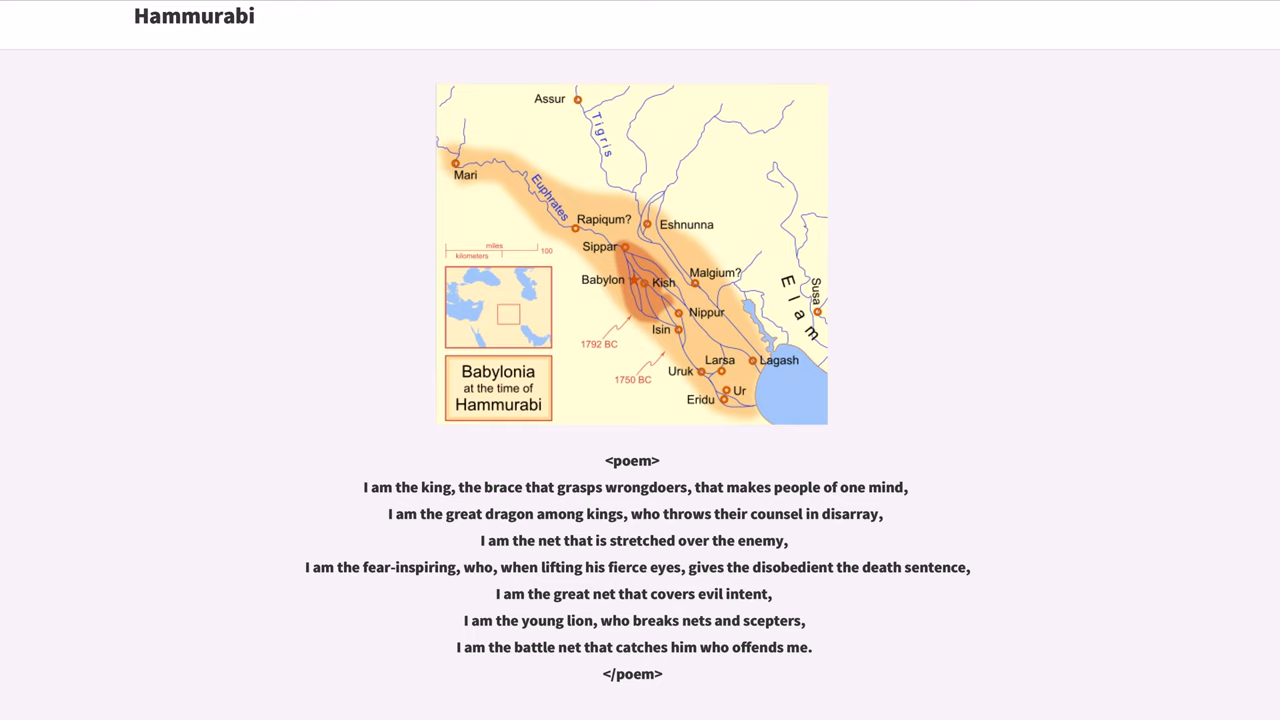 Hammurabi
Assur
Tigris
Mari
Euphrates
Rapiqum?
Eshnunna
Sippar
miles
kilometers
100
Babylon
Kish
Malgium?
Elam
Susa
Nippur
Isin
1792 BC
Larsa
Lagash
Uruk
1750 BC
Ur
Eridu
Babylonia
at the time of
Hammurabi
<poem>
I am the king, the brace that grasps wrongdoers, that makes people of one mind,
I am the great dragon among kings, who throws their counsel in disarray,
I am the net that is stretched over the enemy,
I am the fear-inspiring, who, when lifting his fierce eyes, gives the disobedient the death sentence,
I am the great net that covers evil intent,
I am the young lion, who breaks nets and scepters,
I am the battle net that catches him who offends me.
</poem>